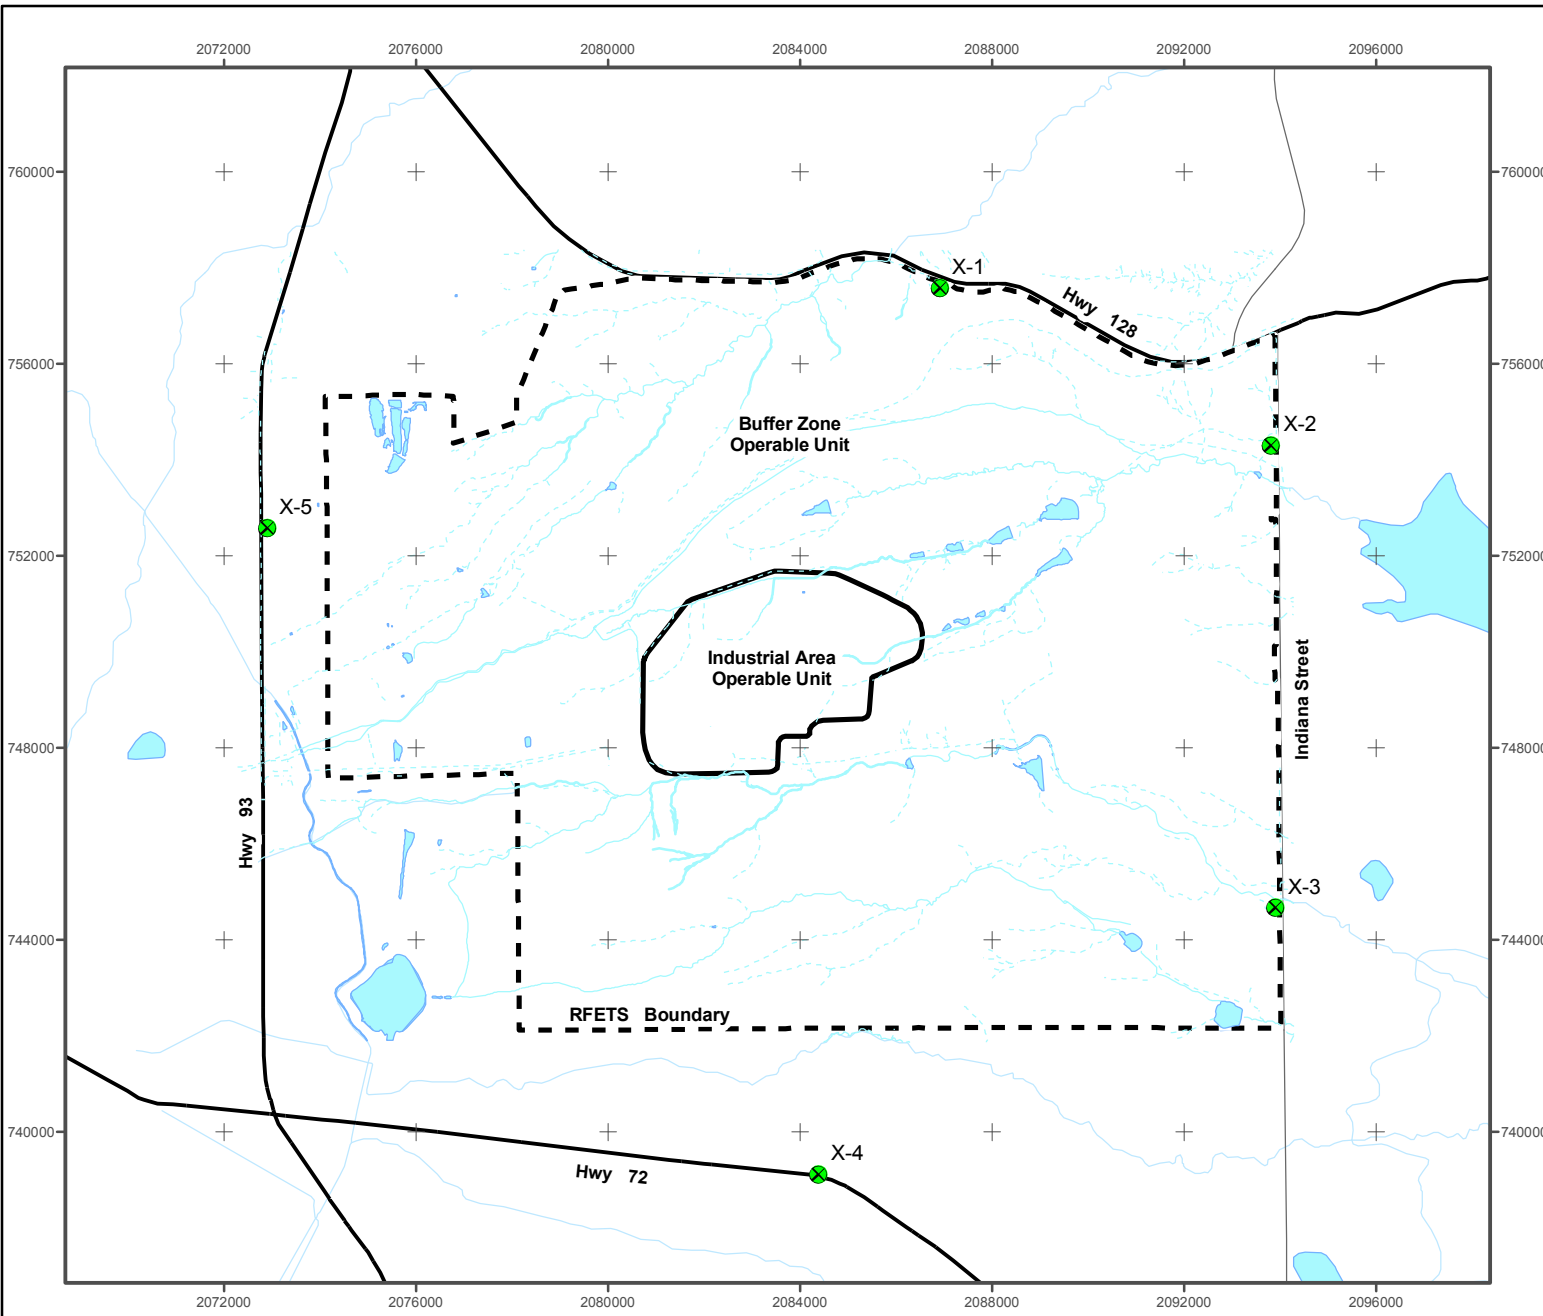 2072000 2076000 2080000 2084000 2088000 2092000 2096000
760000 760000
X-1
Hwy 128
756000 756000
Buffer Zone
Operable Unit
X-2
X-5
752000 752000
Industrial Area
Operable Unit
Indiana Street
748000 748000
Hwy 93
X-3
744000 744000
RFETS Boundary
740000 740000
X-4
Hwy 72
2072000 2076000 2080000 2084000 2088000 2092000 2096000